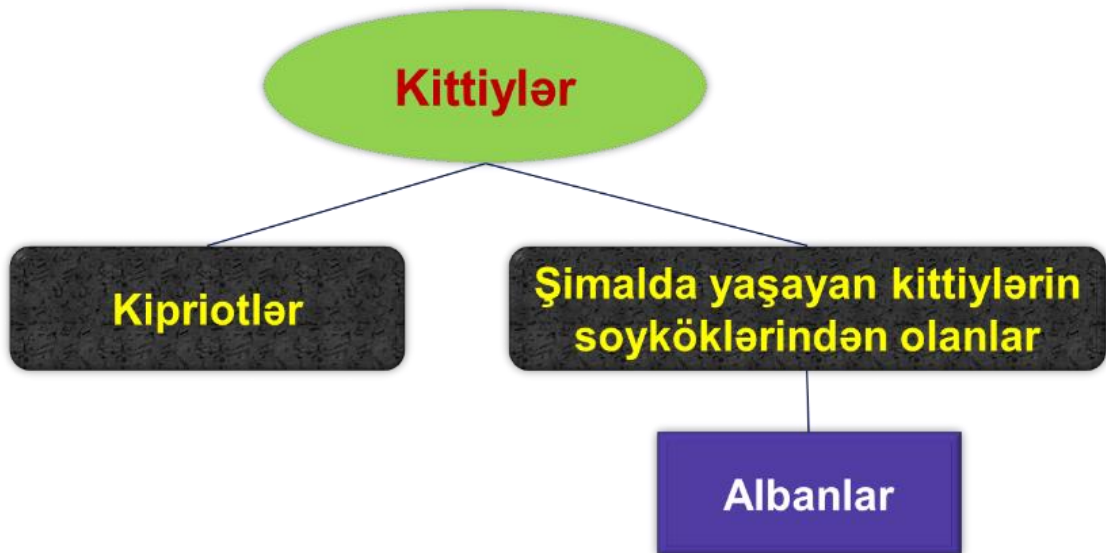 Kittiylər
Kipriotlər
Şimalda yaşayan kittiylərin
soyköklərindən olanlar
Albanlar